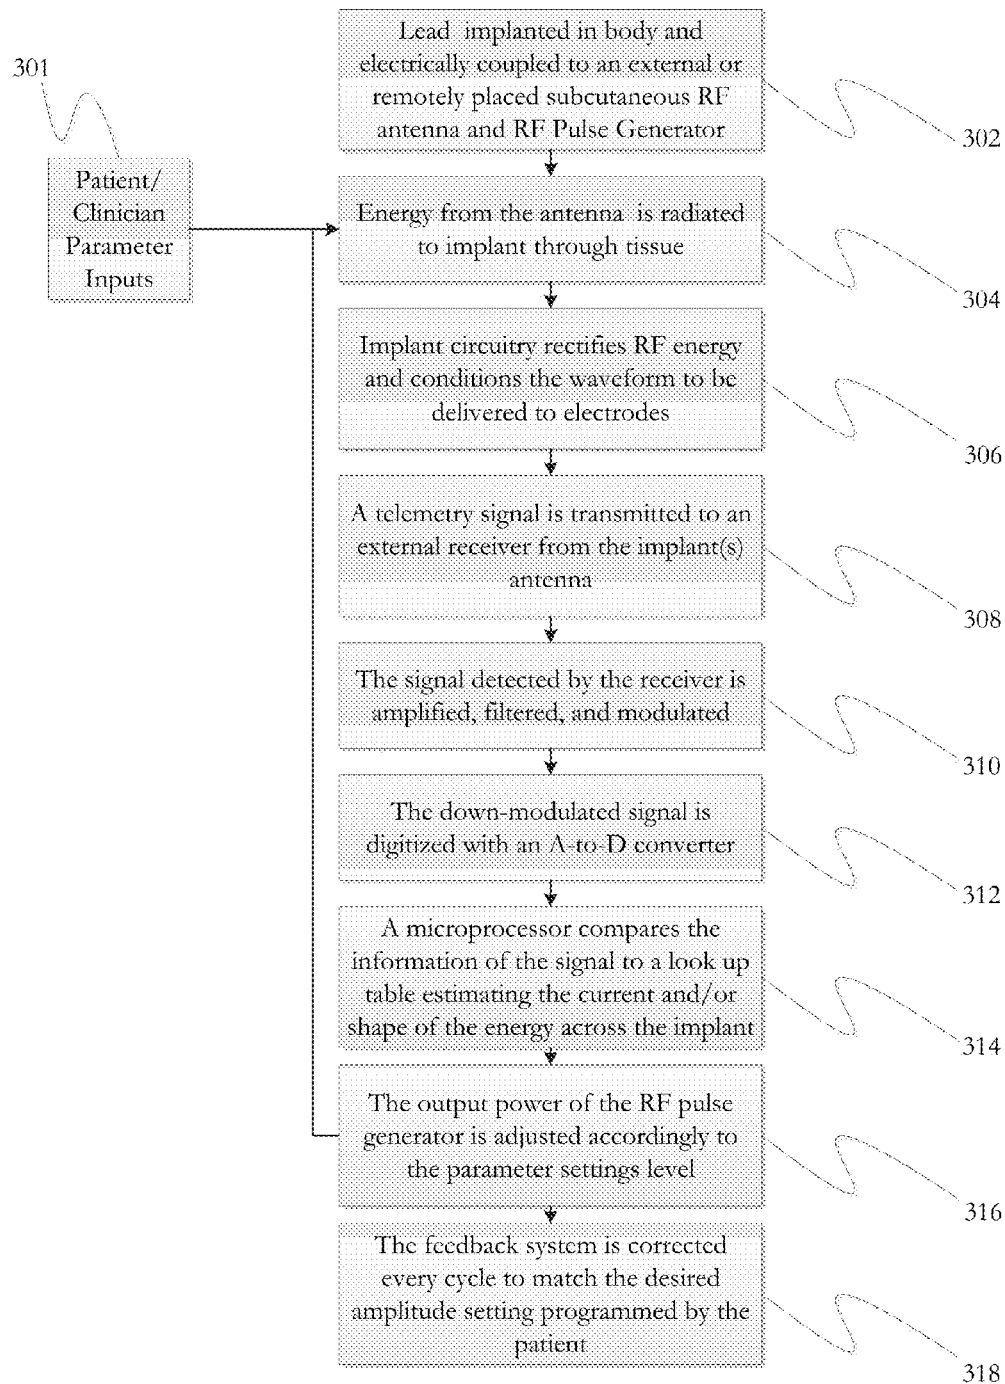 301
Patient/
Clinician
Parameter
Inputs
Lead implanted in body and
electrically coupled to an external or
remotely placed subcutaneous RF
antenna and RF Pulse Generator
302
Energy from the antenna is radiated
to implant through tissue
304
Implant circuitry rectifies RF energy
and conditions the waveform to be
delivered to electrodes
306
A telemetry signal is transmitted to an
external receiver from the implant(s)
antenna
308
The signal detected by the receiver is
amplified, filtered, and modulated
310
The down-modulated signal is
digitized with an A-to-D converter
312
A microprocessor compares the
information of the signal to a look up
table estimating the current and/or
shape of the energy across the implant
314
The output power of the RF pulse
generator is adjusted accordingly to
the parameter settings level
316
The feedback system is corrected
every cycle to match the desired
amplitude setting programmed by the
patient
318